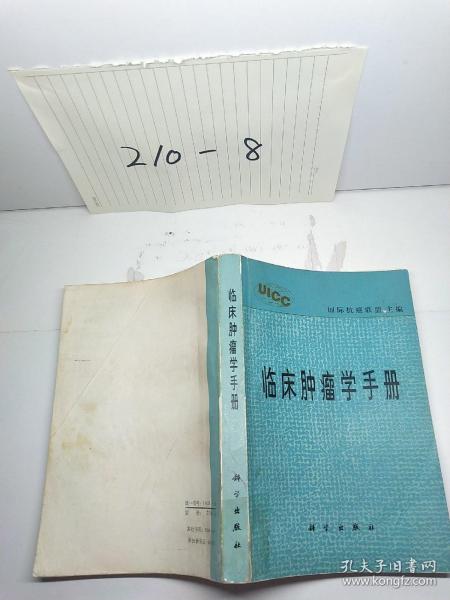 210-8
UICC
国际抗癌联盟 主编
临床肿瘤学手册
科学出版社
临床肿瘤学手册
科学出版社
孔夫子旧书网
www.kongfz.com